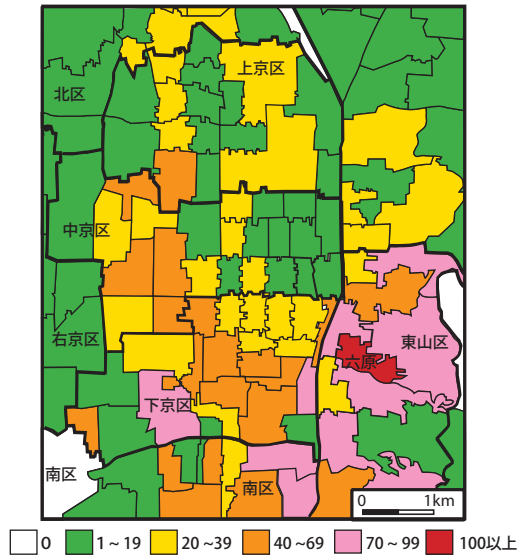 上京区
北区
中京区
右京区
東山区
六原
下京区
南区
南区
0 1km
0 1~19 20~39 40~69 70~99 100以上